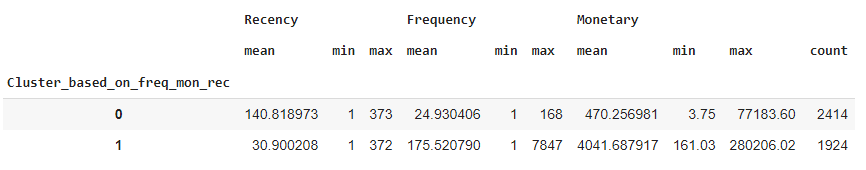 Recency Frequency Monetary
mean min max mean min max mean min max count
Cluster_based_on_freq_mon_rec
0 140.818973 1 373 24.930406 1 168 470.256981 3.75 77183.60 2414
1 30.900208 1 372 175.520790 1 7847 4041.687917 161.03 280206.02 1924